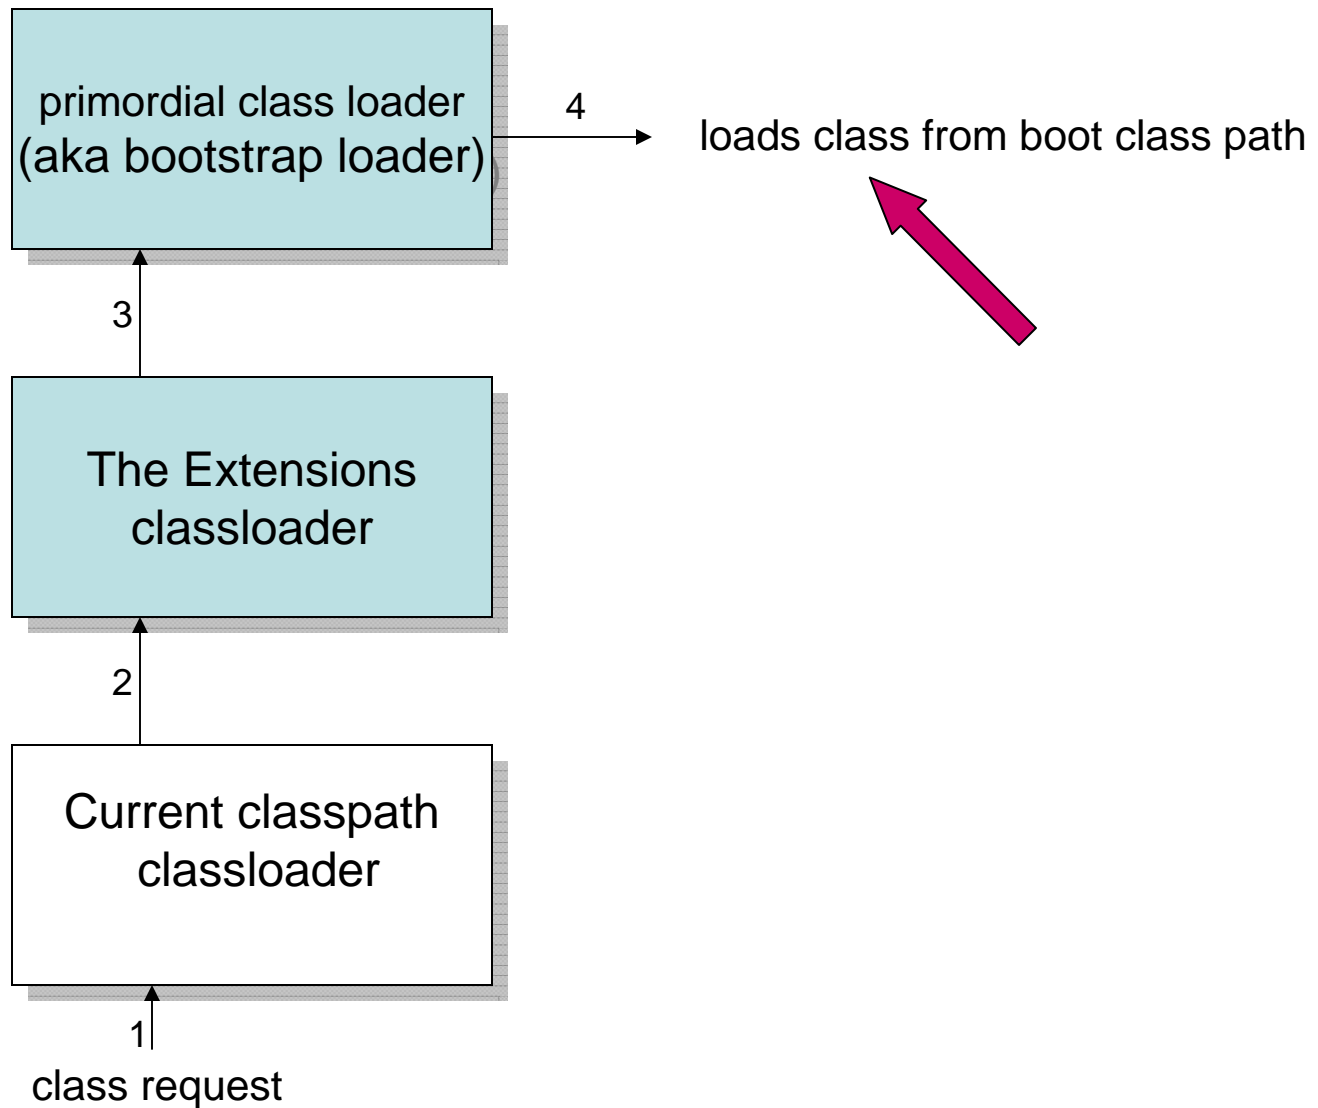 primordial class loader
(aka bootstrap loader)
4
loads class from boot class path
3
The Extensions
classloader
2
Current classpath
classloader
1
class request